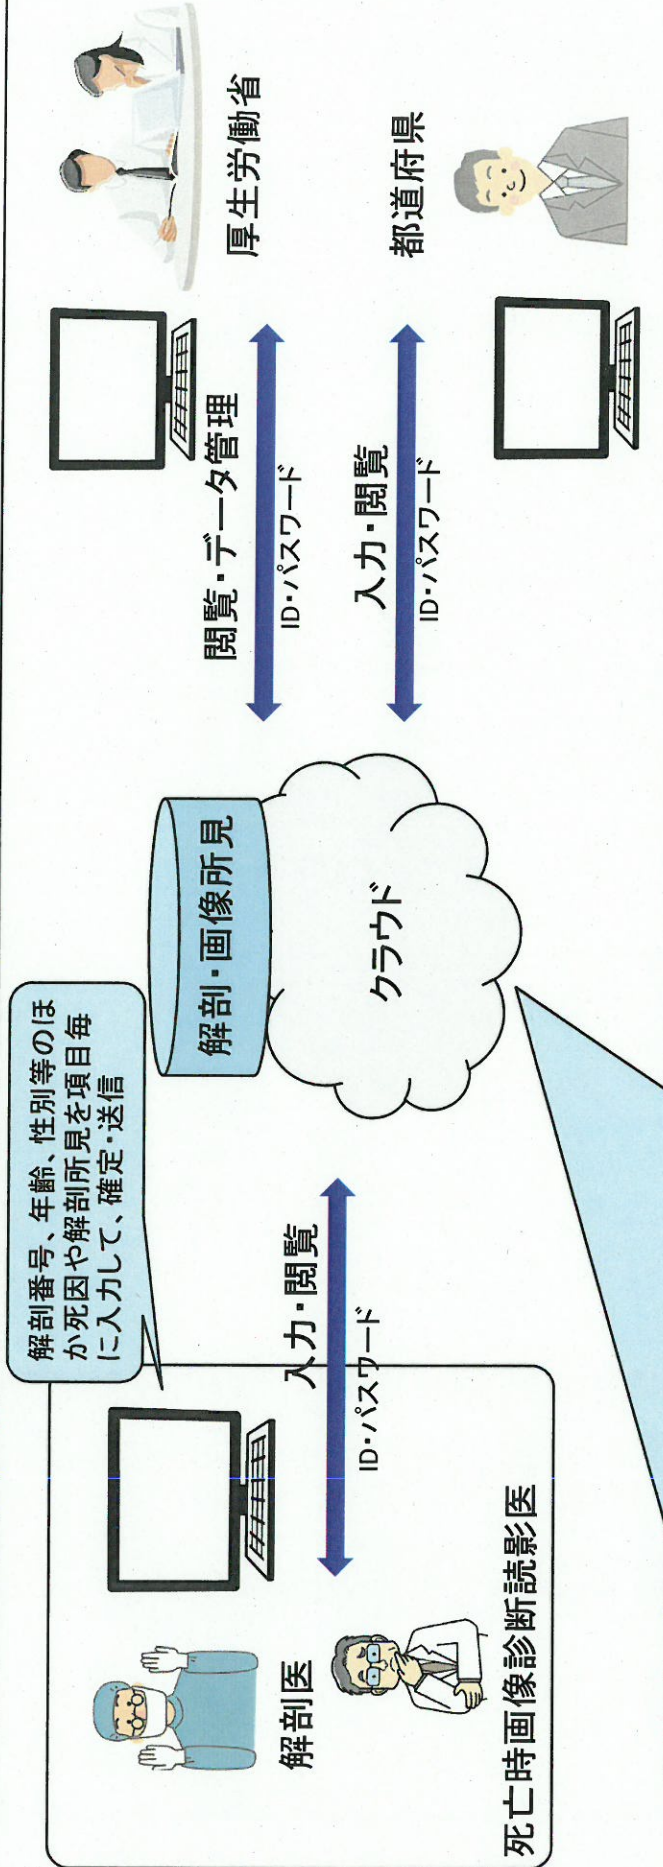 解剖番号、年齢、性別等のほ
か死因や解剖所見を項目毎
に入力して、確定・送信
解剖医
死亡時画像診断読影医
入力・閲覧
ID・パスワード
解剖・画像所見
クラウド
閲覧・データ管理
ID・パスワード
厚生労働省
入力・閲覧
ID・パスワード
都道府県